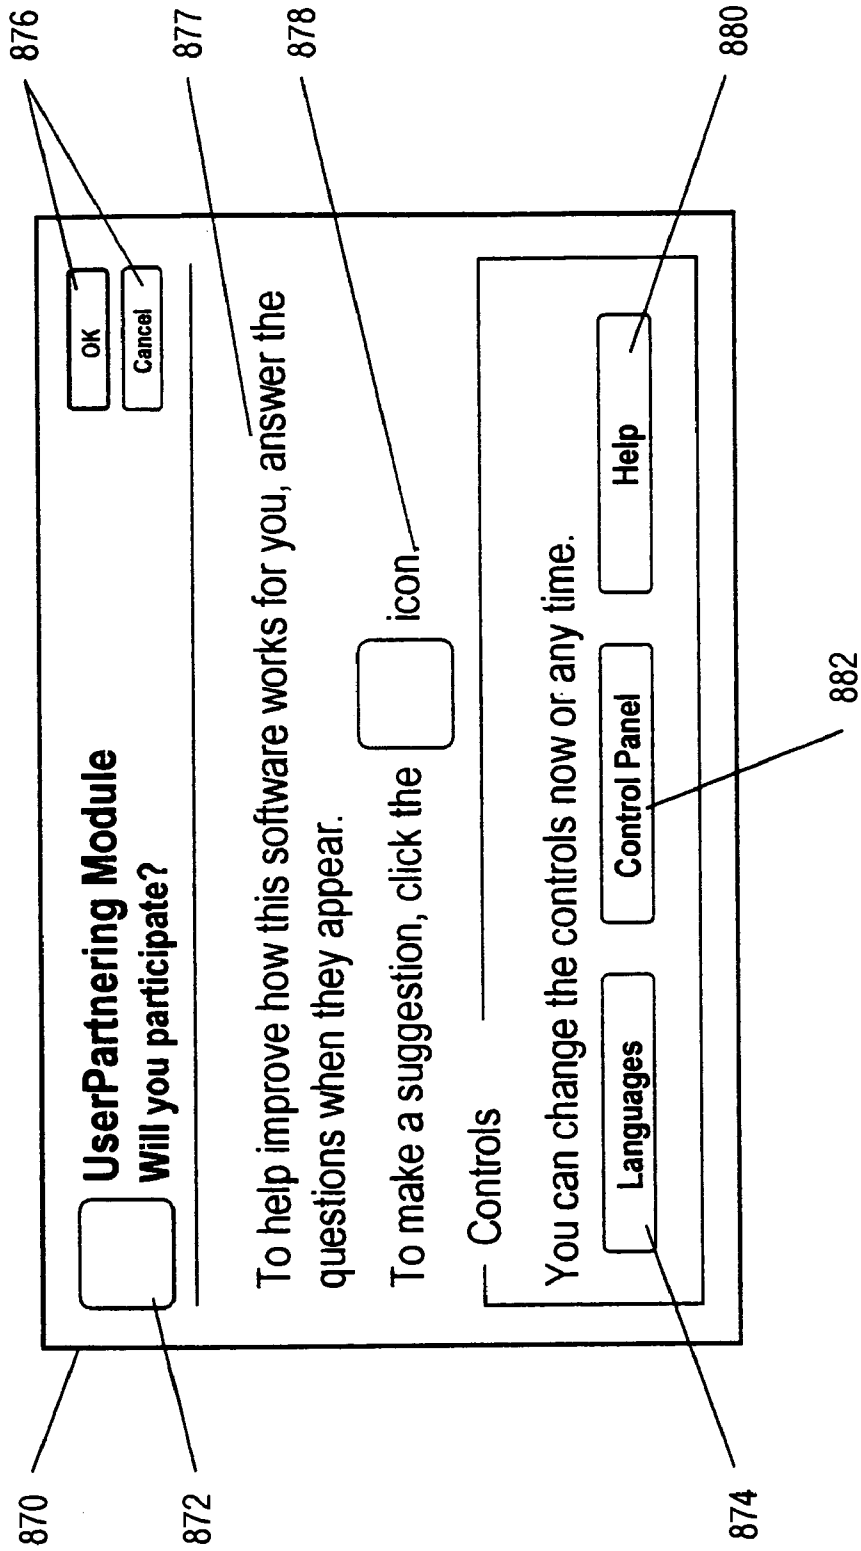 876
877
878
880
OK
Cancel
UserPartnering Module
Will you participate?
To help improve how this software works for you, answer the
questions when they appear.
To make a suggestion, click the icon.
Controls
You can change the controls now or any time.
Languages Control Panel Help
870
872
874
882